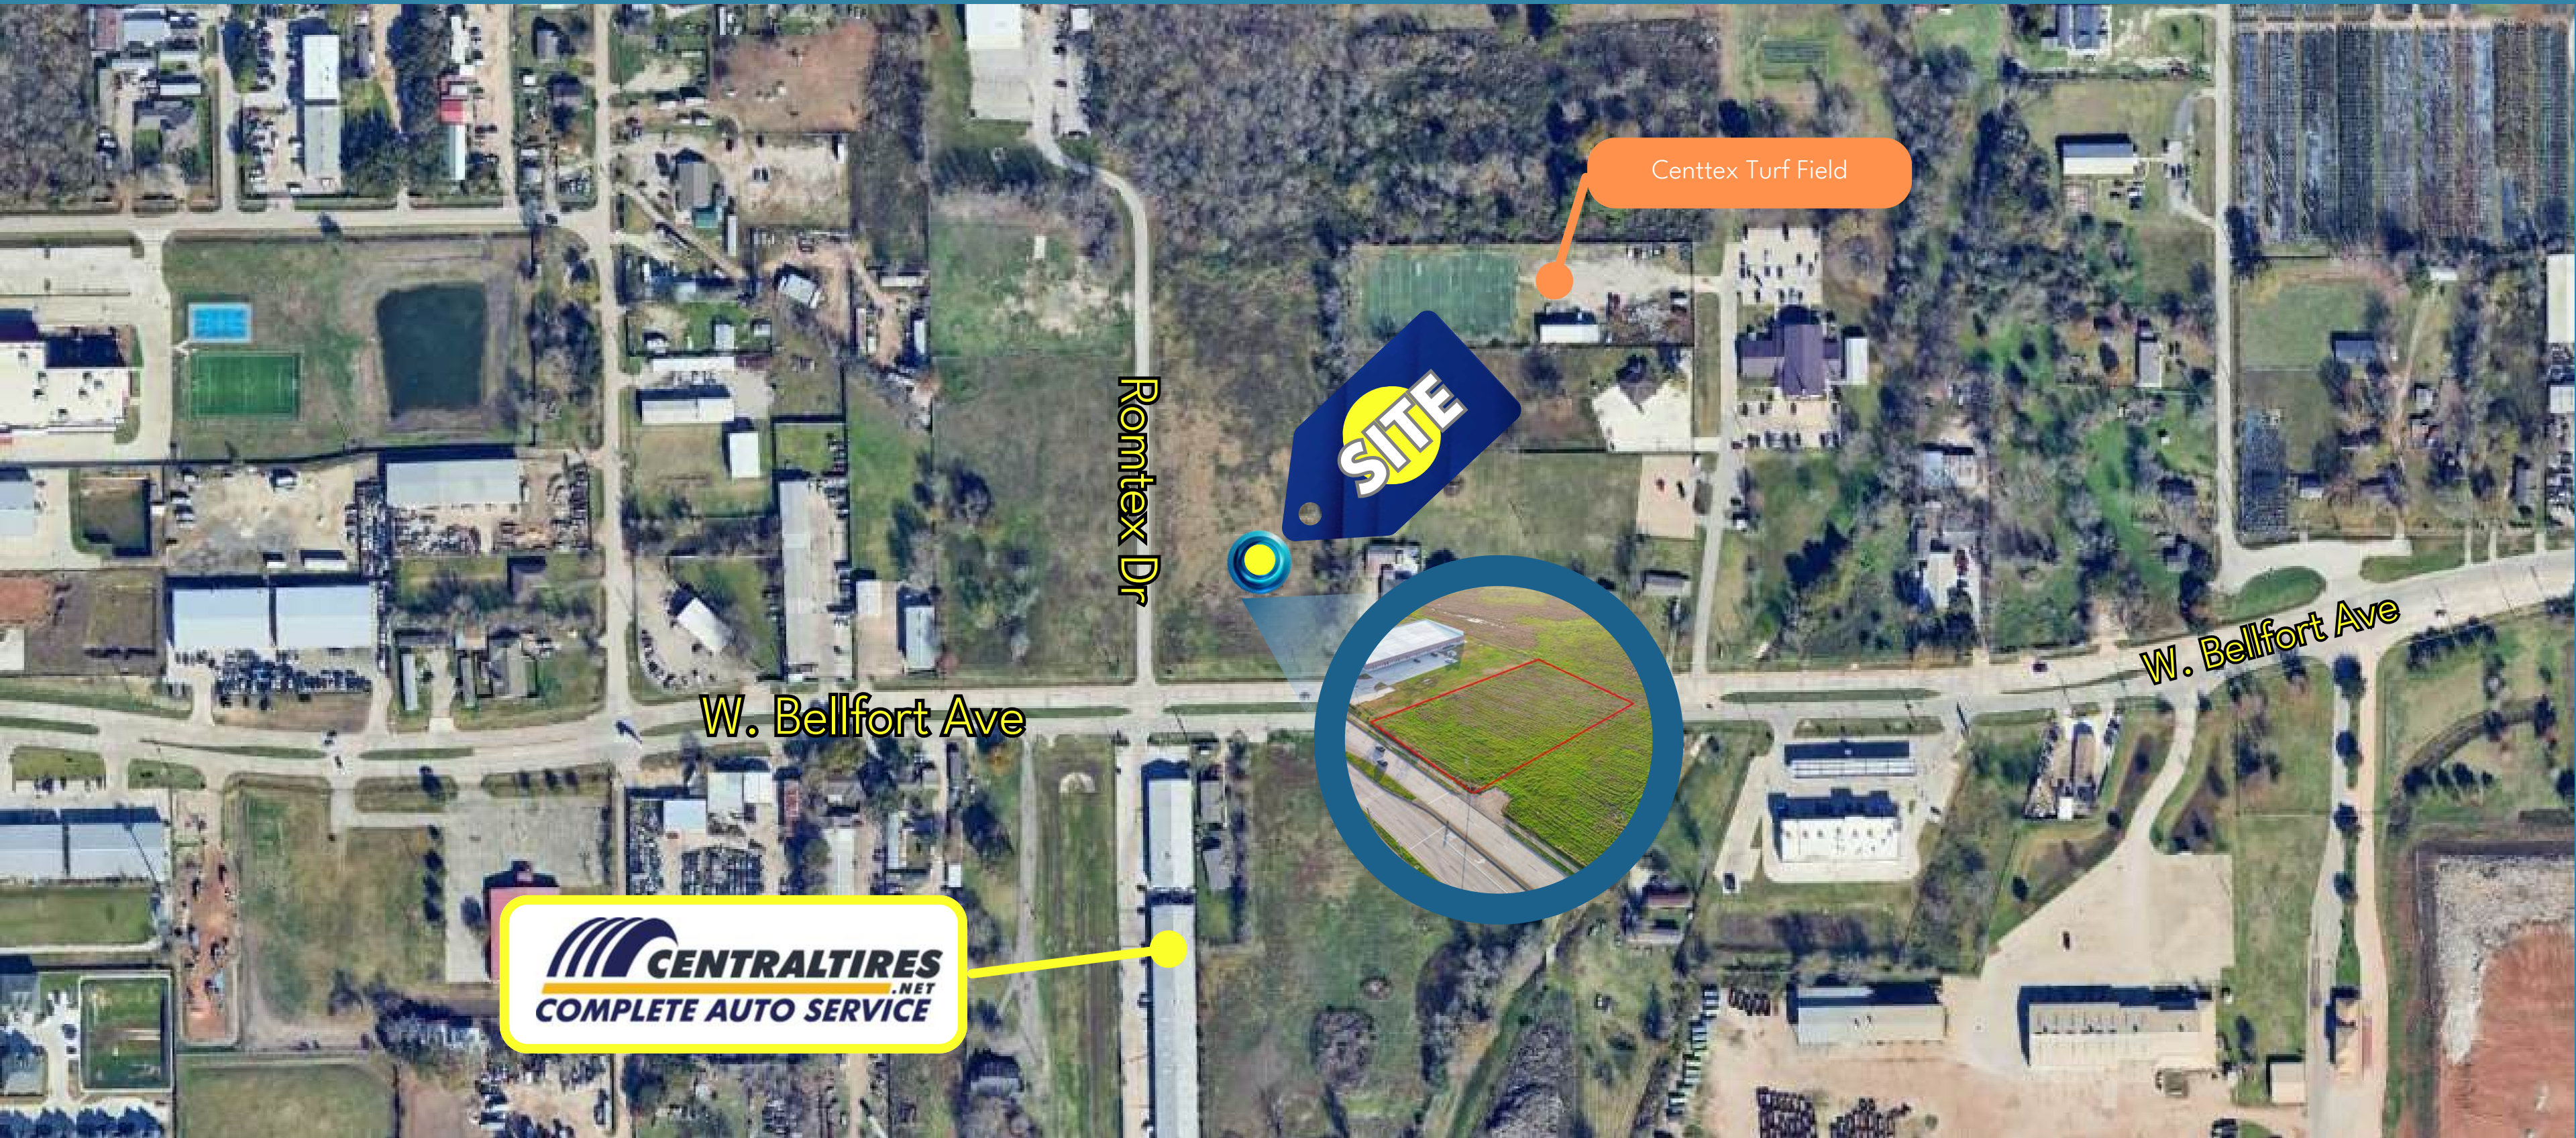 Centtex Turf Field
SITE
Romtex Dr
W. Bellfort Ave
W. Bellfort Ave
CENTRALTIRES
.NET
COMPLETE AUTO SERVICE